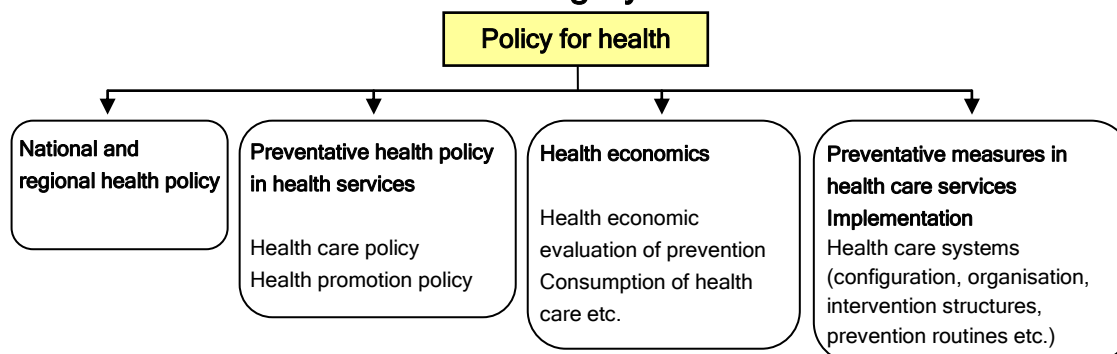 Policy for health
National and
regional health policy
Preventative health policy
in health services
Health care policy
Health promotion policy
Health economics
Health economic
evaluation of prevention
Consumption of health
care etc.
Preventative measures in
health care services
Implementation
Health care systems
(configuration, organisation,
intervention structures,
prevention routines etc.)